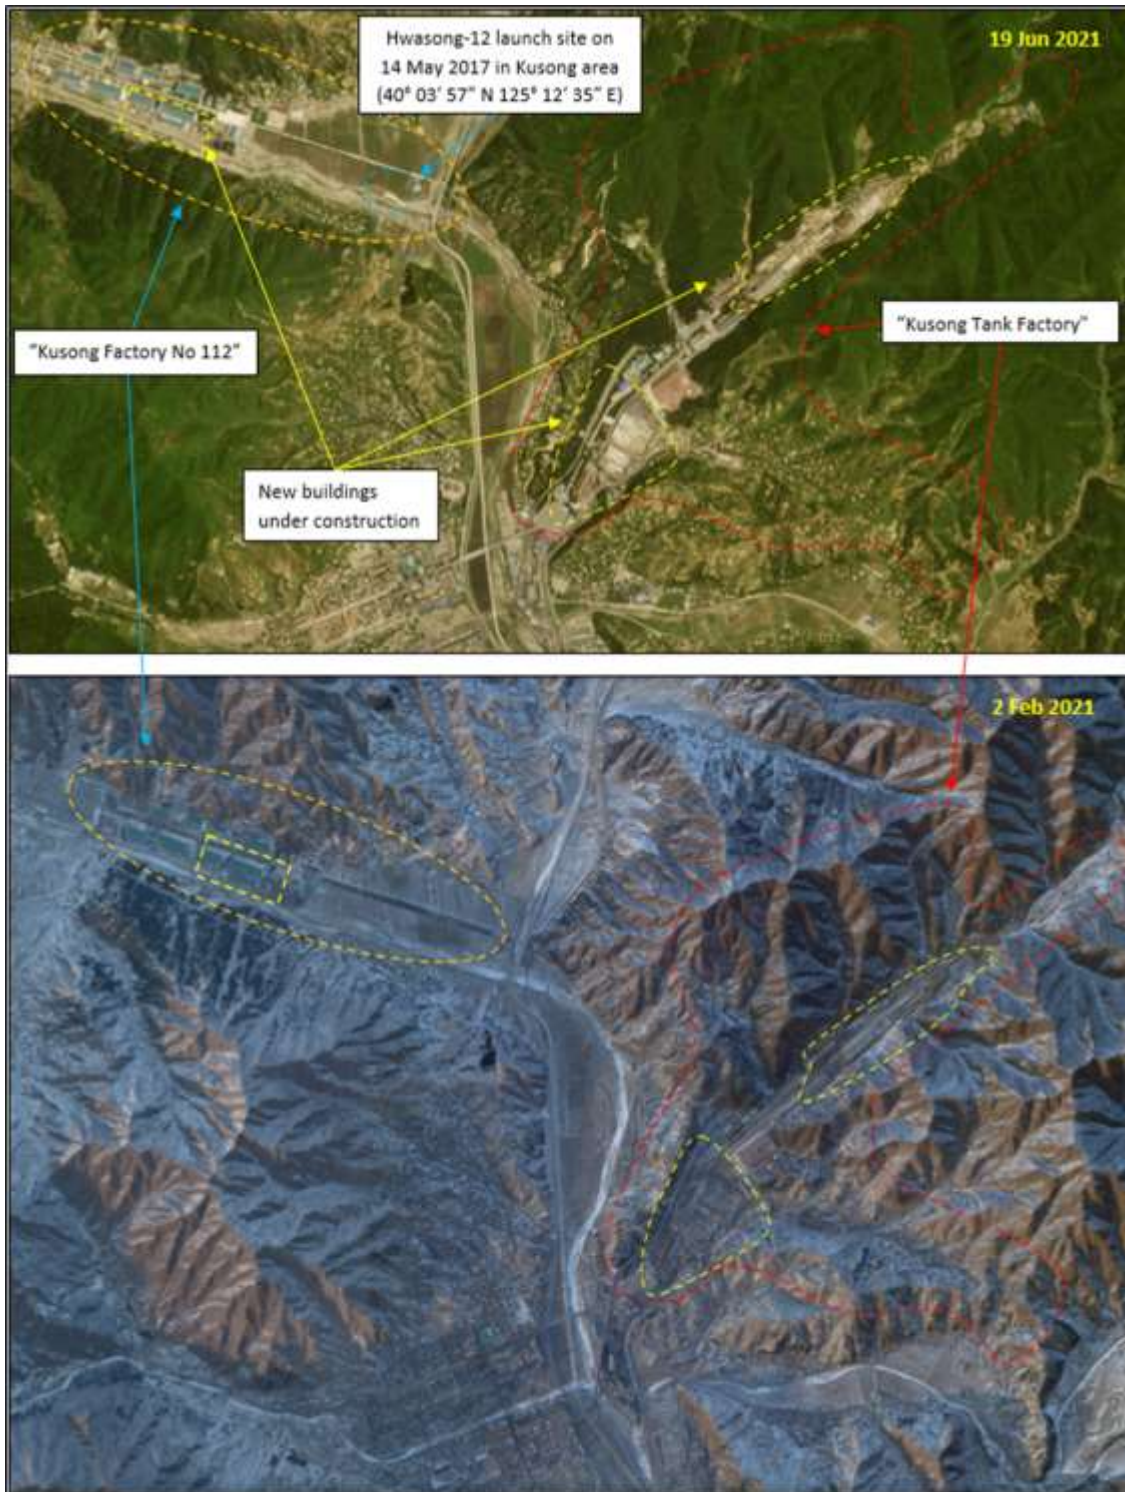 Hwasong-12 launch site on
14 May 2017 in Kusong area
(40° 03’ 57” N 125° 12’ 35” E)
19 Jun 2021
“Kusong Factory No 112”
“Kusong Tank Factory”
New buildings
under construction
2 Feb 2021